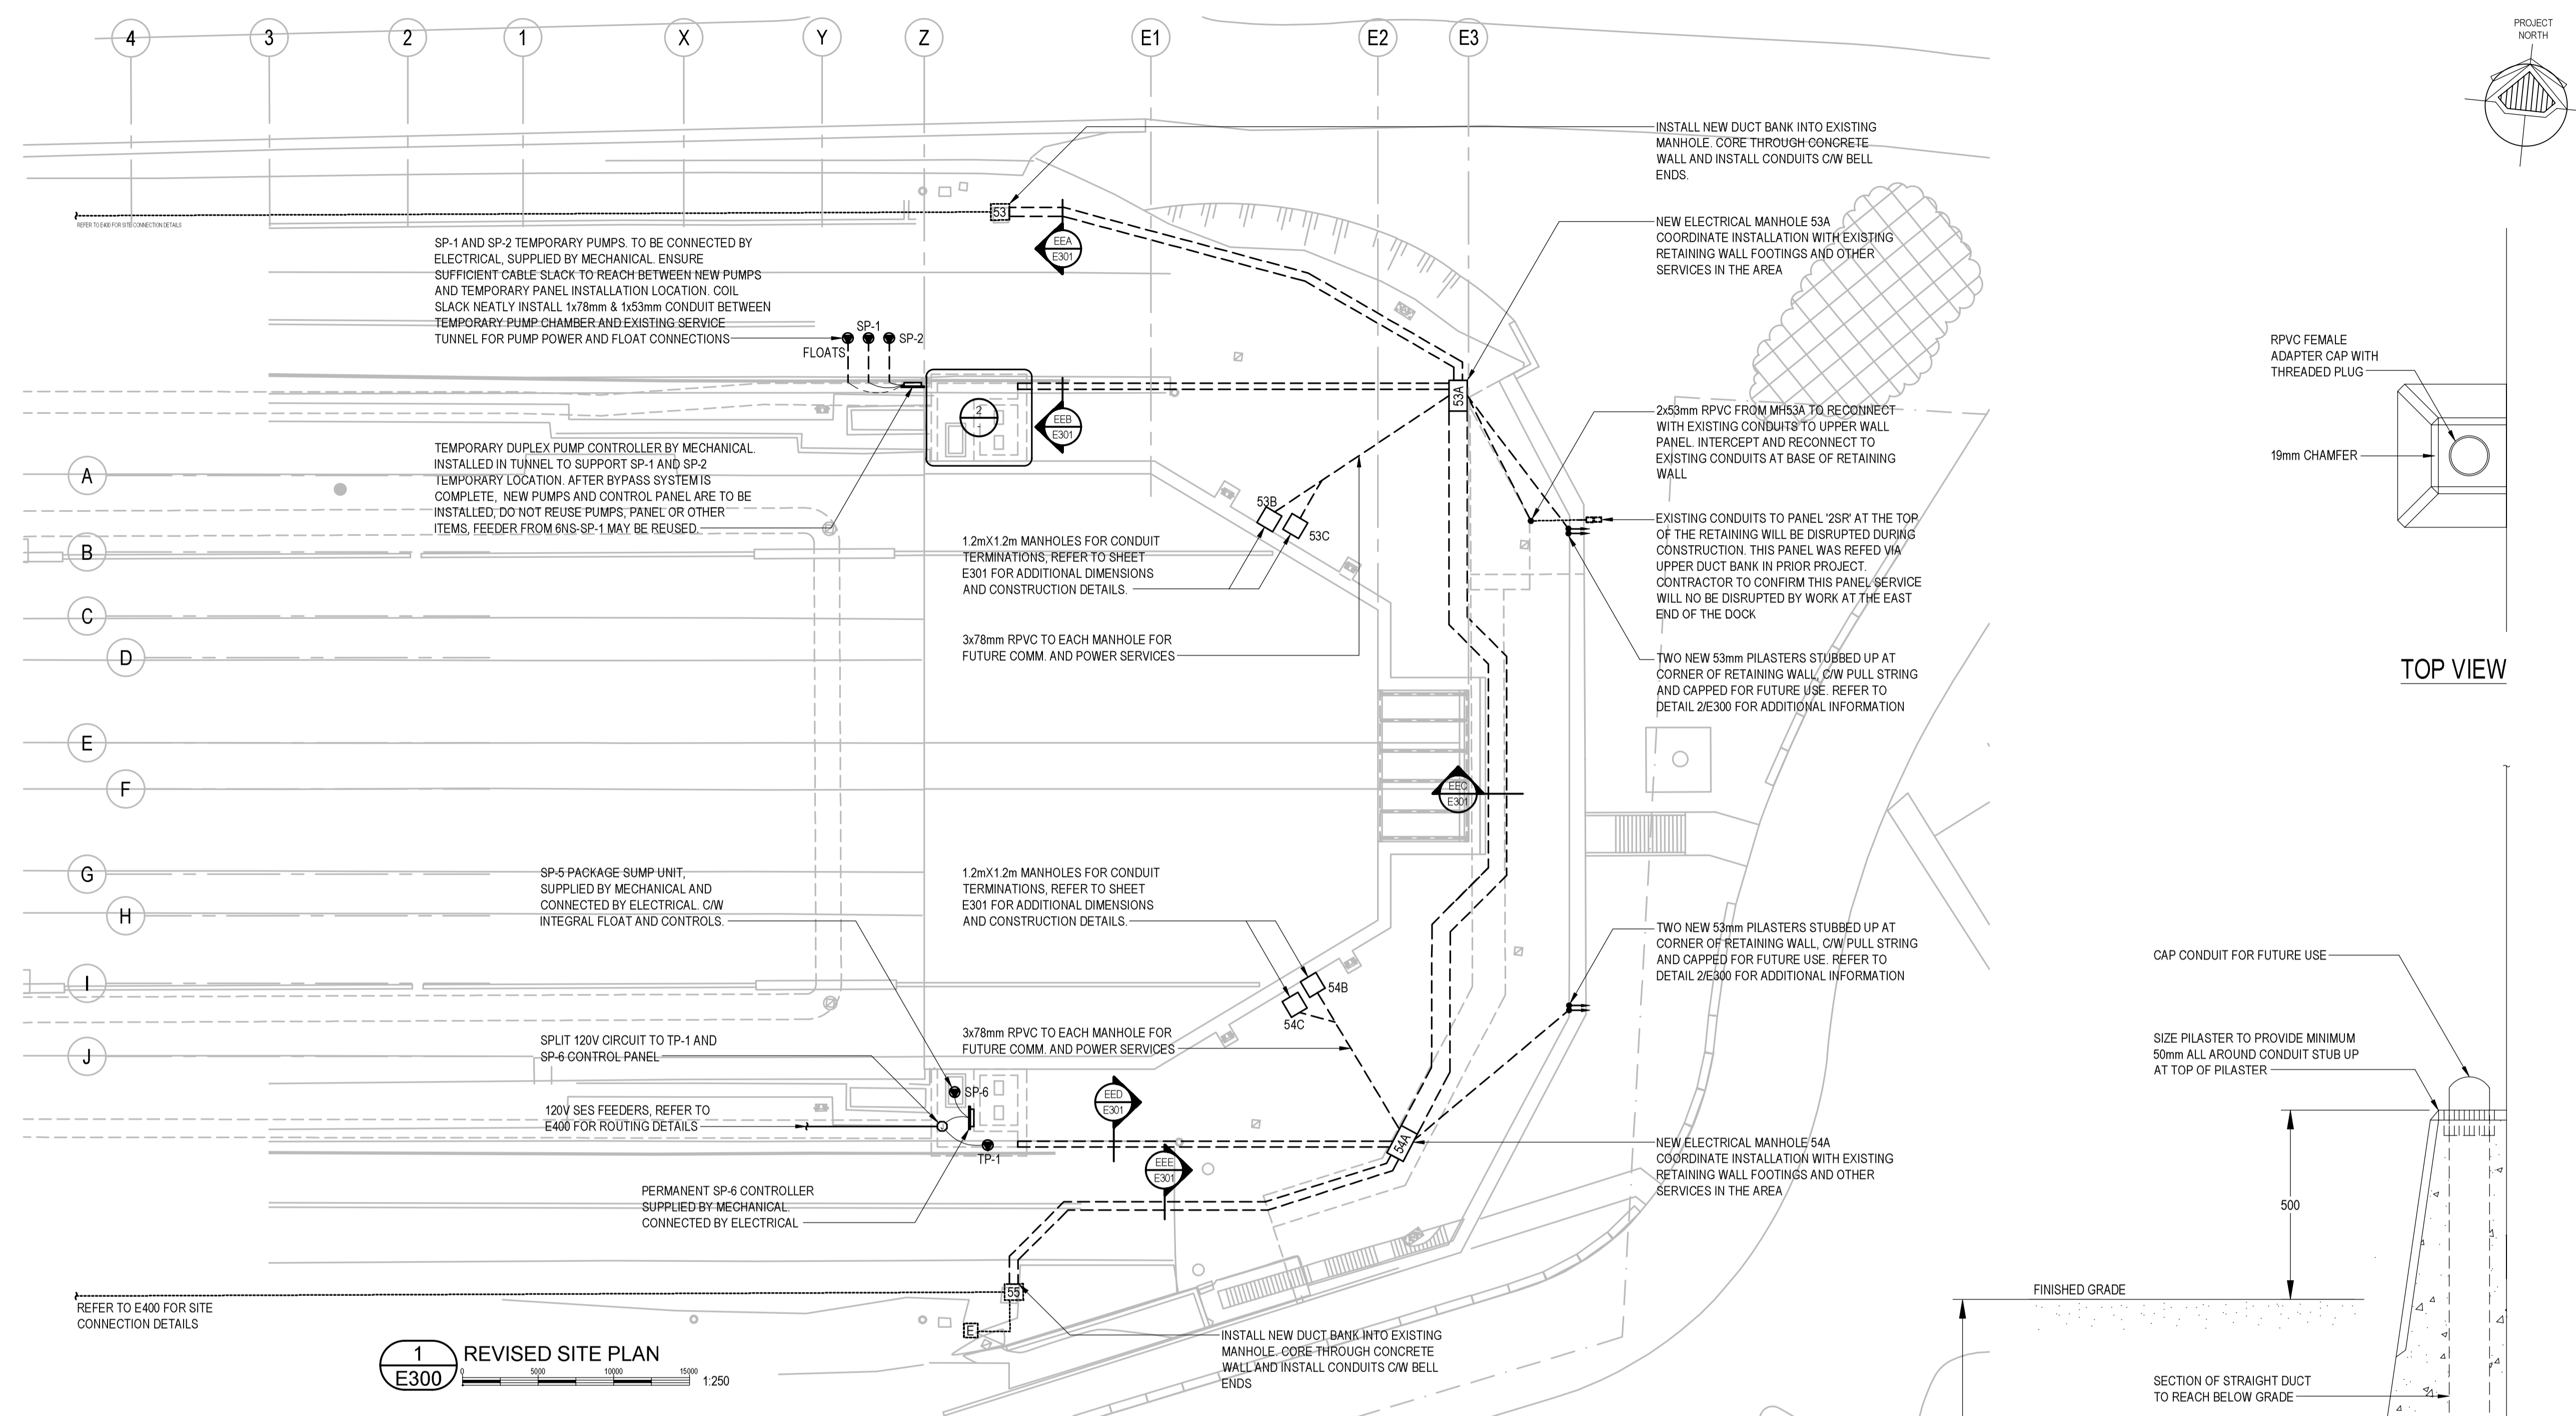 4
3
2
1
X
Y
Z
E1
E2
E3
PROJECT
NORTH
INSTALL NEW DUCT BANK INTO EXISTING
MANHOLE. CORE THROUGH CONCRETE
WALL AND INSTALL CONDUITS C/W BELL
ENDS.
53
REFER TO E400 FOR SITE CONNECTION DETAILS
EEA
E301
NEW ELECTRICAL MANHOLE 53A
COORDINATE INSTALLATION WITH EXISTING
RETAINING WALL FOOTINGS AND OTHER
SERVICES IN THE AREA
SP-1 AND SP-2 TEMPORARY PUMPS. TO BE CONNECTED BY
ELECTRICAL, SUPPLIED BY MECHANICAL. ENSURE
SUFFICIENT CABLE SLACK TO REACH BETWEEN NEW PUMPS
AND TEMPORARY PANEL INSTALLATION LOCATION. COIL
SLACK NEATLY INSTALL 1x78mm & 1x53mm CONDUIT BETWEEN
TEMPORARY PUMP CHAMBER AND EXISTING SERVICE
TUNNEL FOR PUMP POWER AND FLOAT CONNECTIONS
SP-1
SP-2
FLOATS
2
-
EEB
E301
53A
RPVC FEMALE
ADAPTER CAP WITH
THREADED PLUG
19mm CHAMFER
2x53mm RPVC FROM MH53A TO RECONNECT
WITH EXISTING CONDUITS TO UPPER WALL
PANEL. INTERCEPT AND RECONNECT TO
EXISTING CONDUITS AT BASE OF RETAINING
WALL
TEMPORARY DUPLEX PUMP CONTROLLER BY MECHANICAL.
INSTALLED IN TUNNEL TO SUPPORT SP-1 AND SP-2
TEMPORARY LOCATION. AFTER BYPASS SYSTEM IS
COMPLETE, NEW PUMPS AND CONTROL PANEL ARE TO BE
INSTALLED, DO NOT REUSE PUMPS, PANEL OR OTHER
ITEMS, FEEDER FROM 6NS-SP-1 MAY BE REUSED.
A
B
C
D
E
F
G
H
I
J
53B
53C
1.2mX1.2m MANHOLES FOR CONDUIT
TERMINATIONS, REFER TO SHEET
E301 FOR ADDITIONAL DIMENSIONS
AND CONSTRUCTION DETAILS.
EXISTING CONDUITS TO PANEL '2SR' AT THE TOP
OF THE RETAINING WILL BE DISRUPTED DURING
CONSTRUCTION. THIS PANEL WAS REFED VIA
UPPER DUCT BANK IN PRIOR PROJECT.
CONTRACTOR TO CONFIRM THIS PANEL SERVICE
WILL NO BE DISRUPTED BY WORK AT THE EAST
END OF THE DOCK
3x78mm RPVC TO EACH MANHOLE FOR
FUTURE COMM. AND POWER SERVICES
TWO NEW 53mm PILASTERS STUBBED UP AT
CORNER OF RETAINING WALL, C/W PULL STRING
AND CAPPED FOR FUTURE USE. REFER TO
DETAIL 2/E300 FOR ADDITIONAL INFORMATION
TOP VIEW
EEC
E301
SP-5 PACKAGE SUMP UNIT,
SUPPLIED BY MECHANICAL AND
CONNECTED BY ELECTRICAL. C/W
INTEGRAL FLOAT AND CONTROLS.
1.2mX1.2m MANHOLES FOR CONDUIT
TERMINATIONS, REFER TO SHEET
E301 FOR ADDITIONAL DIMENSIONS
AND CONSTRUCTION DETAILS.
TWO NEW 53mm PILASTERS STUBBED UP AT
CORNER OF RETAINING WALL, C/W PULL STRING
AND CAPPED FOR FUTURE USE. REFER TO
DETAIL 2/E300 FOR ADDITIONAL INFORMATION
CAP CONDUIT FOR FUTURE USE
54B
54C
SPLIT 120V CIRCUIT TO TP-1 AND
SP-6 CONTROL PANEL
3x78mm RPVC TO EACH MANHOLE FOR
FUTURE COMM. AND POWER SERVICES
SIZE PILASTER TO PROVIDE MINIMUM
50mm ALL AROUND CONDUIT STUB UP
AT TOP OF PILASTER
SP-6
EED
E301
120V SES FEEDERS, REFER TO
E400 FOR ROUTING DETAILS
TP-1
EEE
E301
54A
NEW ELECTRICAL MANHOLE 54A
COORDINATE INSTALLATION WITH EXISTING
RETAINING WALL FOOTINGS AND OTHER
SERVICES IN THE AREA
PERMANENT SP-6 CONTROLLER
SUPPLIED BY MECHANICAL.
CONNECTED BY ELECTRICAL
500
FINISHED GRADE
55
E
REFER TO E400 FOR SITE
CONNECTION DETAILS
INSTALL NEW DUCT BANK INTO EXISTING
MANHOLE. CORE THROUGH CONCRETE
WALL AND INSTALL CONDUITS C/W BELL
ENDS
1
E300
REVISED SITE PLAN
0 5000 10000 15000
1:250
SECTION OF STRAIGHT DUCT
TO REACH BELOW GRADE